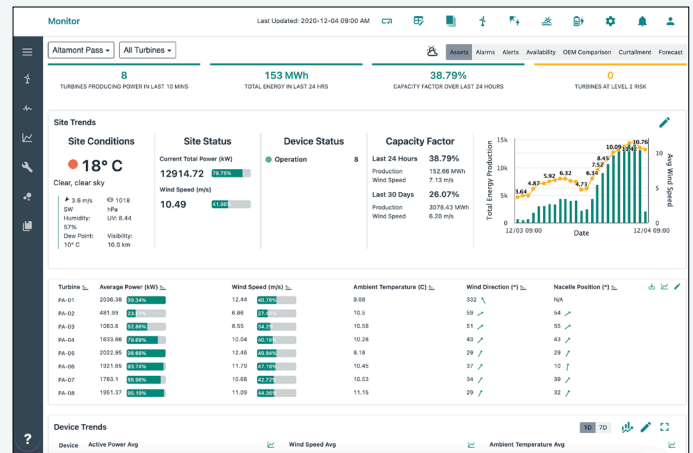 Monitor
Last Updated: 2020-12-04 09:00 AM
Altamont Pass
All Turbines
Assets Alarms Alerts Availability OEM Comparison Curtailment Forecast
8 153 MWh 38.79% 0
TURBINES PRODUCING POWER IN LAST 10 MINS TOTAL ENERGY IN LAST 24 HRS CAPACITY FACTOR OVER LAST 24 HOURS TURBINES AT LEVEL 2 RISK
Site Trends
Site Conditions
18° C
Clear, clear sky
3.6 m/s 1018
SW hPa
Humidity: UV: 8.44
57%
Dew Point: Visibility:
10° C 10.0 km
Site Status
Current Total Power (kW)
12914.72 79.75%
Wind Speed (m/s)
10.49 41.96%
Device Status
Operation 8
Capacity Factor
Last 24 Hours 38.79%
Production 152.66 MWh
Wind Speed 7.13 m/s
Last 30 Days 26.07%
Production 3078.43 MWh
Wind Speed 6.20 m/s
Total Energy Production
15k
10k
5k
0
3.64 4.87 5.92 6.32 4.73 6.34 7.52 8.45 10.09 10.42 10.76
10
5
0
Avg Wind Speed
12/03 09:00 12/04 09:00
Date
Turbine Average Power (kW) Wind Speed (m/s) Ambient Temperature (C) Wind Direction (°) Nacelle Position (°)
PA-01 2036.38 99.34% 12.44 49.76% 9.08 332 N/A
PA-02 481.99 6.86 10.5 59 54
PA-03 1083.6 52.86% 8.55 34.2% 10.58 51 55
PA-04 1633.66 79.69% 10.04 40.16% 10.28 43 43
PA-05 2022.95 98.68% 12.46 49.84% 9.18 29 29
PA-06 1921.65 93.74% 11.79 47.16% 10.45 37 10
PA-07 1783.1 86.98% 10.68 42.72% 10.53 34 39
PA-08 1951.37 95.19% 11.09 44.36% 11.15 29 32
Device Trends
1D 7D
Device Active Power Avg Wind Speed Avg Ambient Temperature Avg
?